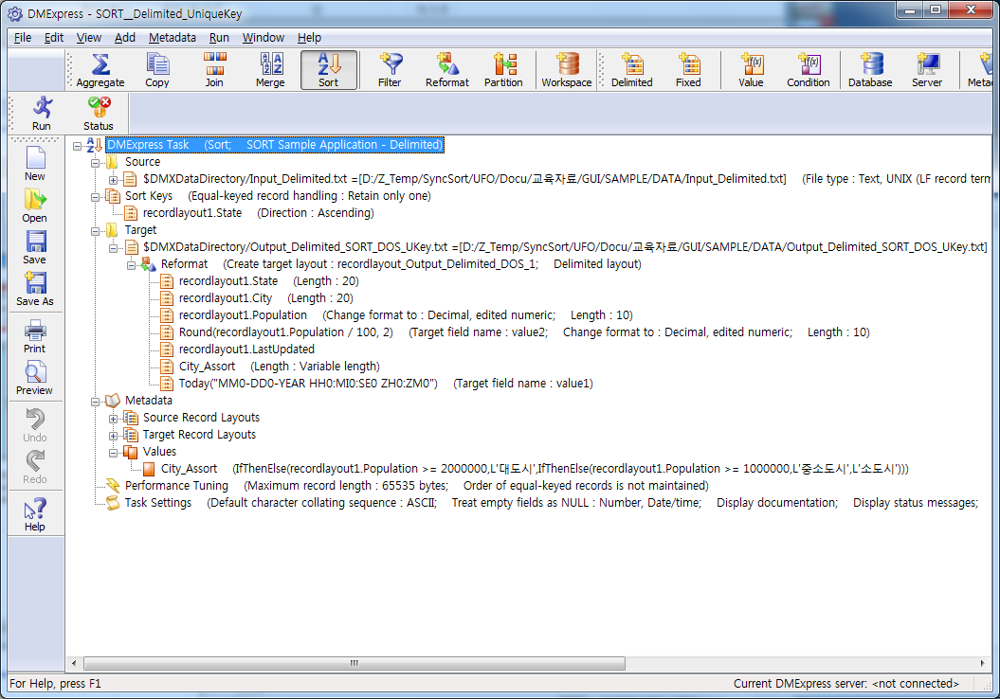 DMExpress - SORT__Delimited_UniqueKey
File Edit View Add Metadata Run Window Help
Aggregate Copy Join Merge Sort Filter Reformat Partition Workspace Delimited Fixed Value Condition Database Server
Run Status
DMExpress Task (Sort; SORT Sample Application - Delimited)
Source
$DMXDataDirectory/Input_Delimited.txt =[D:/Z_Temp/SyncSort/UFO/Docu/교육자료/GUI/SAMPLE/DATA/Input_Delimited.txt] (File type : Text, UNIX (LF record term
Sort Keys (Equal-keyed record handling : Retain only one)
recordlayout1.State (Direction : Ascending)
Target
$DMXDataDirectory/Output_Delimited_SORT_DOS_UKey.txt =[D:/Z_Temp/SyncSort/UFO/Docu/교육자료/GUI/SAMPLE/DATA/Output_Delimited_SORT_DOS_UKey.txt]
Reformat (Create target layout : recordlayout_Output_Delimited_DOS_1; Delimited layout)
recordlayout1.State (Length : 20)
recordlayout1.City (Length : 20)
recordlayout1.Population (Change format to : Decimal, edited numeric; Length : 10)
Round(recordlayout1.Population / 100, 2) (Target field name : value2; Change format to : Decimal, edited numeric; Length : 10)
recordlayout1.LastUpdated
City_Assort (Length : Variable length)
Today("MM0-DD0-YEAR HH0:MI0:SE0 ZH0:ZM0") (Target field name : value1)
Metadata
Source Record Layouts
Target Record Layouts
Values
City_Assort (IfThenElse(recordlayout1.Population >= 2000000,L'대도시',IfThenElse(recordlayout1.Population >= 1000000,L'중소도시',L'소도시')))
Performance Tuning (Maximum record length : 65535 bytes; Order of equal-keyed records is not maintained)
Task Settings (Default character collating sequence : ASCII; Treat empty fields as NULL : Number, Date/time; Display documentation; Display status messages;
New
Open
Save
Save As
Print
Preview
Undo
Redo
Help
For Help, press F1
Current DMExpress server: <not connected>